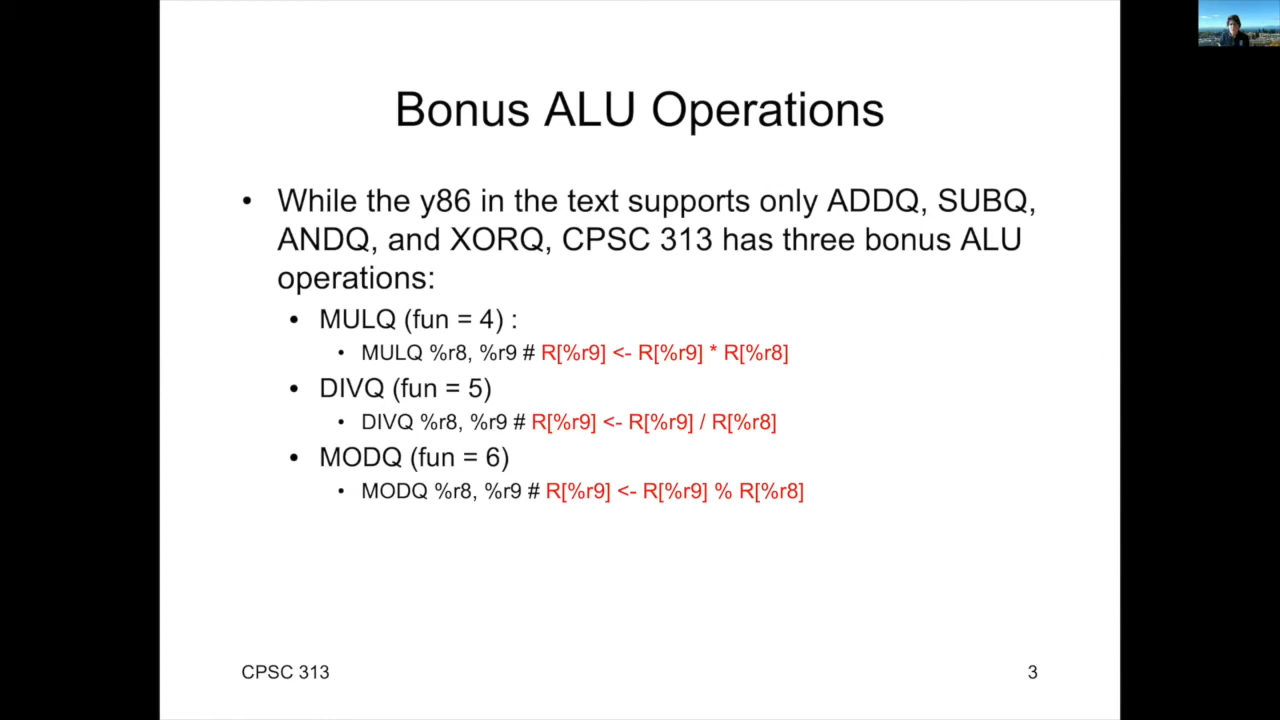 Bonus ALU Operations
• While the y86 in the text supports only ADDQ, SUBQ,
ANDQ, and XORQ, CPSC 313 has three bonus ALU
operations:
• MULQ (fun = 4) :
• MULQ %r8, %r9 # R[%r9] <- R[%r9] * R[%r8]
• DIVQ (fun = 5)
• DIVQ %r8, %r9 # R[%r9] <- R[%r9] / R[%r8]
• MODQ (fun = 6)
• MODQ %r8, %r9 # R[%r9] <- R[%r9] % R[%r8]
CPSC 313
3